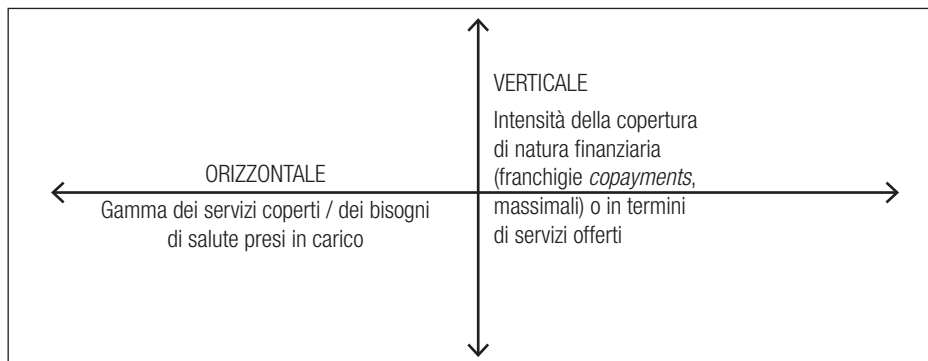 VERTICALE
Intensità della copertura
di natura finanziaria
(franchigie copayments,
massimali) o in termini
di servizi offerti
ORIZZONTALE
Gamma dei servizi coperti / dei bisogni
di salute presi in carico